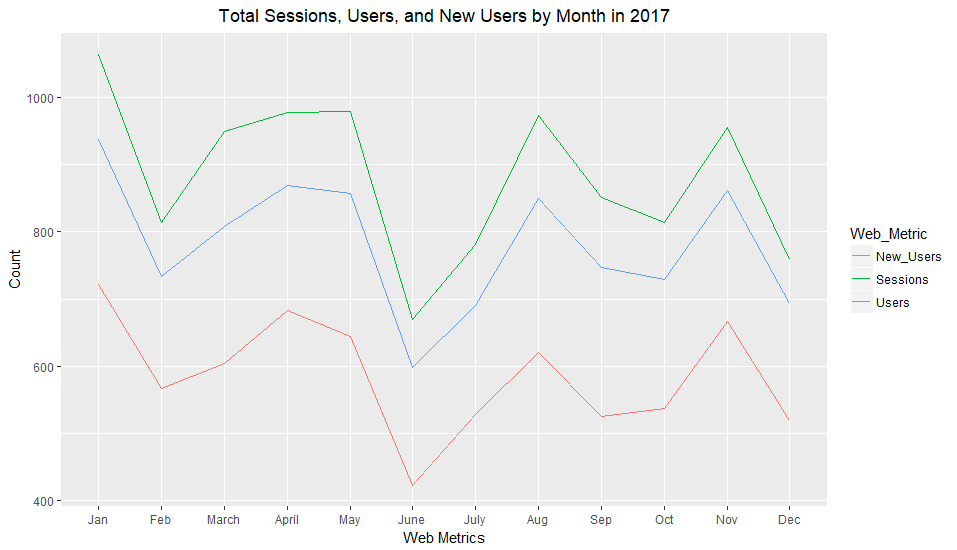 Total Sessions, Users, and New Users by Month in 2017
Count
1000
800
600
400
Jan Feb March April May June July Aug Sep Oct Nov Dec
Web Metrics
Web_Metric
New_Users
Sessions
Users